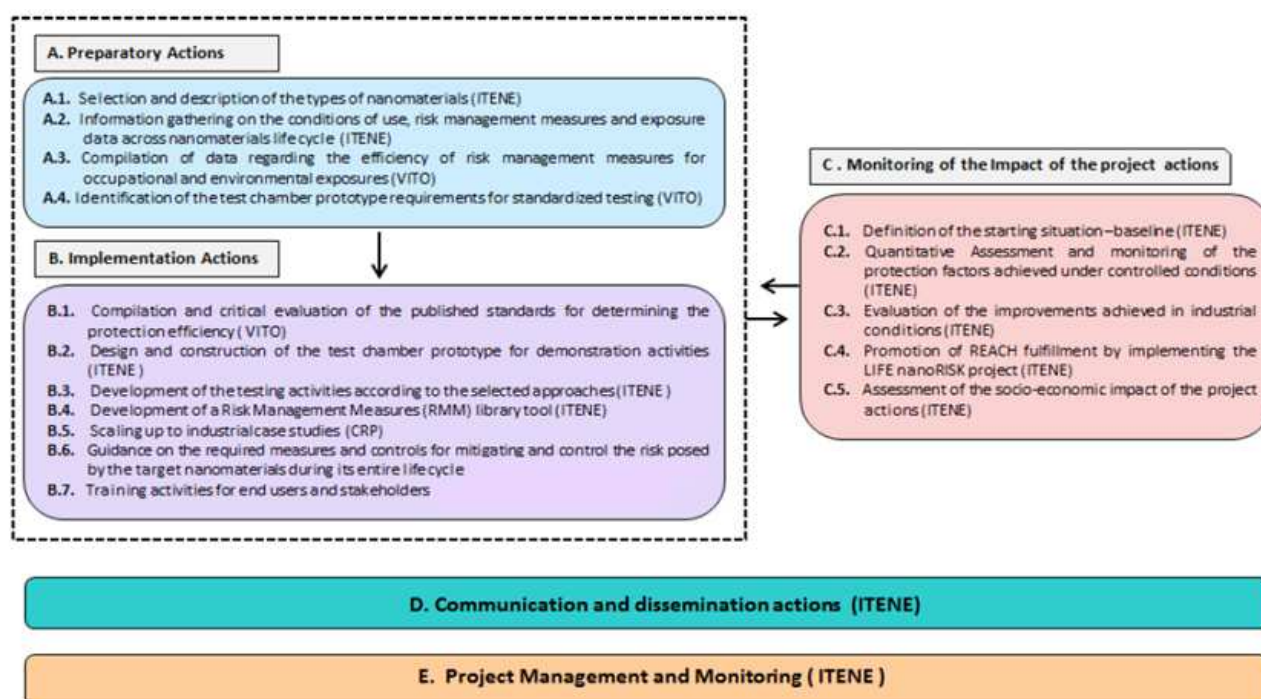 A. Preparatory Actions
A.1. Selection and description of the types of nanomaterials (ITENE)
A.2. Information gathering on the conditions of use, risk management measures and exposure
data across nanomaterials life cycle (ITENE)
A.3. Compilation of data regarding the efficiency of risk management measures for
occupational and environmental exposures (VITO)
A.4. Identification of the test chamber prototype requirements for standardized testing (VITO)
B. Implementation Actions
B.1. Compilation and critical evaluation of the published standards for determining the
protection efficiency ( VITO)
B.2. Design and construction of the test chamber prototype for demonstration activities
(ITENE )
B.3. Development of the testing activities according to the selected approaches (ITENE )
B.4. Development of a Risk Management Measures (RMM) library tool (ITENE)
B.5. Scaling up to industrial case studies (CRP)
B.6. Guidance on the required measures and controls for mitigating and control the risk posed
by the target nanomaterials during its entire life cycle
B.7. Training activities for end users and stakeholders
C . Monitoring of the Impact of the project actions
C.1. Definition of the starting situation–baseline (ITENE)
C.2. Quantitative Assessment and monitoring of the
protection factors achieved under controlled conditions
(ITENE)
C.3. Evaluation of the improvements achieved in industrial
conditions (ITENE)
C.4. Promotion of REACH fulfillment by implementing the
LIFE nanoRISK project (ITENE)
C.5. Assessment of the socio-economic impact of the project
actions (ITENE)
D. Communication and dissemination actions (ITENE)
E. Project Management and Monitoring ( ITENE )